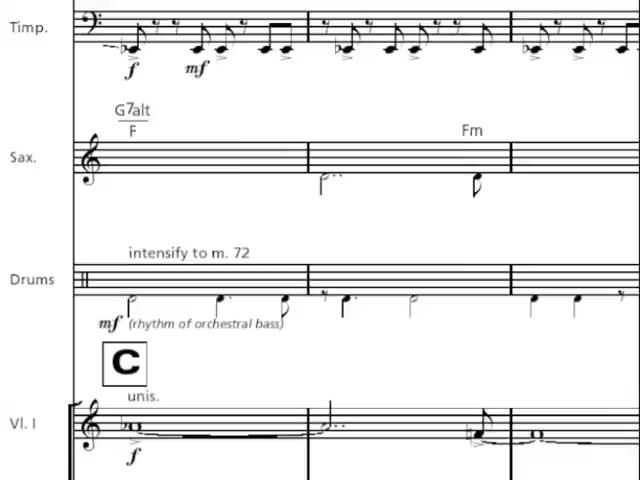 Timp.
f
mf
G7alt
F
Fm
Sax.
intensify to m. 72
Drums
mf (rhythm of orchestral bass)
C
unis.
Vl. I
f